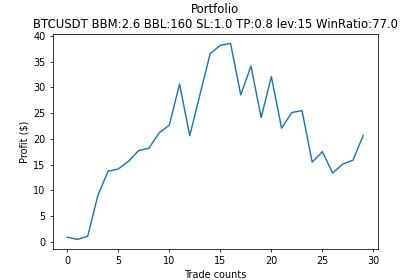 Portfolio
BTCUSDT BBM:2.6 BBL:160 SL:1.0 TP:0.8 lev:15 WinRatio:77.0
40
35
30
25
20
15
10
5
0
Profit ($)
0 5 10 15 20 25 30
Trade counts